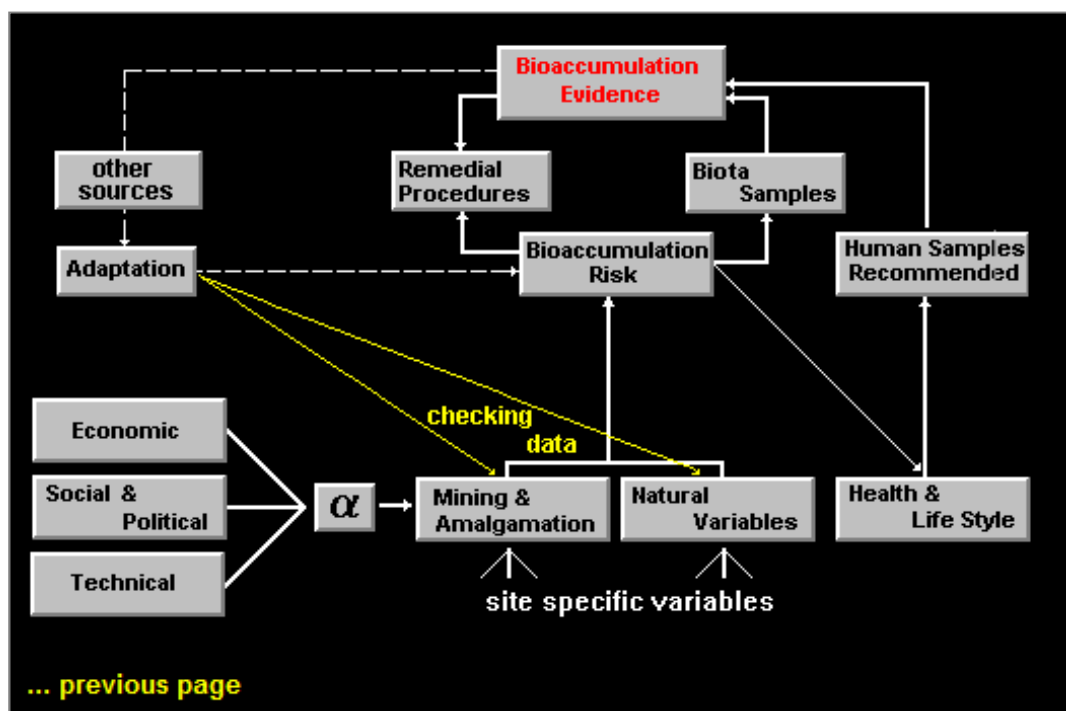 Bioaccumulation
Evidence
other
sources
Remedial
Procedures
Biota
Samples
Adaptation
Bioaccumulation
Risk
Human Samples
Recommended
checking
data
Economic
Social &
Political
Technical
α
Mining &
Amalgamation
Natural
Variables
Health &
Life Style
site specific variables
... previous page